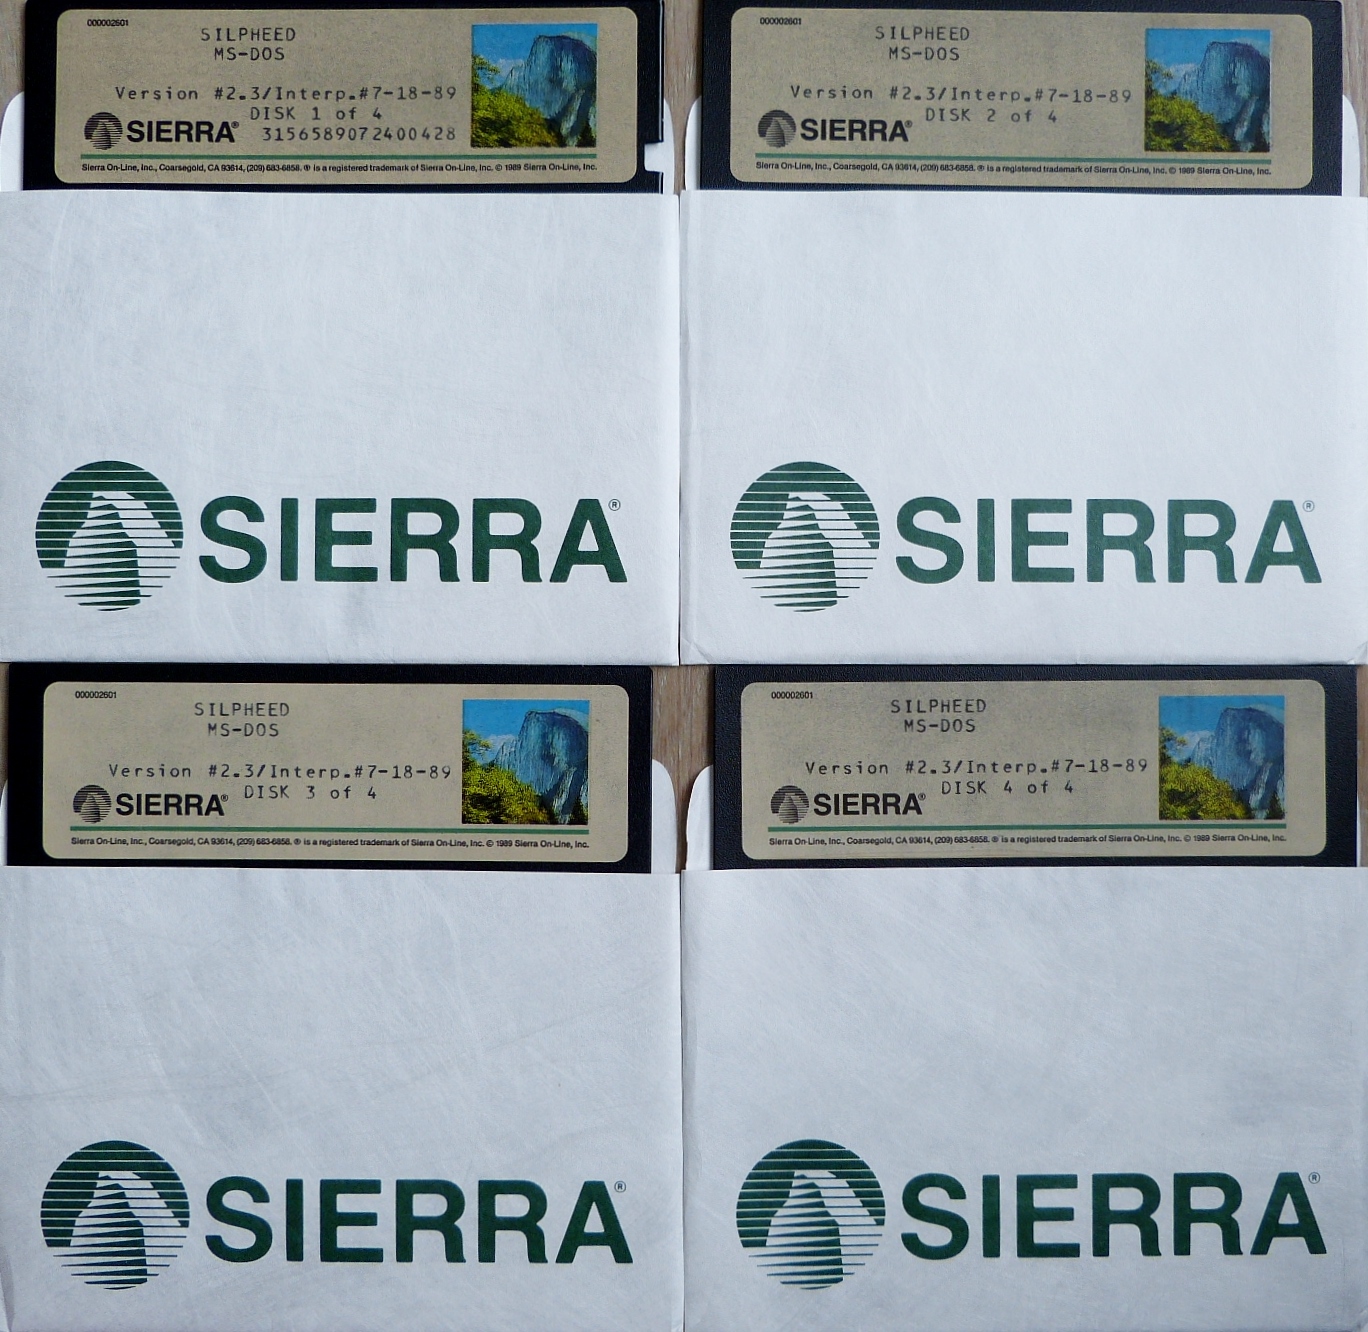 000002601
SILPHEED
MS-DOS
Version #2.3/Interp.#7-18-89
DISK 1 of 4
SIERRA®
3156589072400428
Sierra On-Line, Inc., Coarsegold, CA 93614, (209) 683-6858. ® is a registered trademark of Sierra On-Line, Inc. © 1989 Sierra On-Line, Inc.
SIERRA®
000002601
SILPHEED
MS-DOS
Version #2.3/Interp.#7-18-89
DISK 2 of 4
SIERRA®
Sierra On-Line, Inc., Coarsegold, CA 93614, (209) 683-6858. ® is a registered trademark of Sierra On-Line, Inc. © 1989 Sierra On-Line, Inc.
SIERRA®
000002601
SILPHEED
MS-DOS
Version #2.3/Interp.#7-18-89
DISK 3 of 4
SIERRA®
Sierra On-Line, Inc., Coarsegold, CA 93614, (209) 683-6858. ® is a registered trademark of Sierra On-Line, Inc. © 1989 Sierra On-Line, Inc.
SIERRA®
000002601
SILPHEED
MS-DOS
Version #2.3/Interp.#7-18-89
DISK 4 of 4
SIERRA®
Sierra On-Line, Inc., Coarsegold, CA 93614, (209) 683-6858. ® is a registered trademark of Sierra On-Line, Inc. © 1989 Sierra On-Line, Inc.
SIERRA®